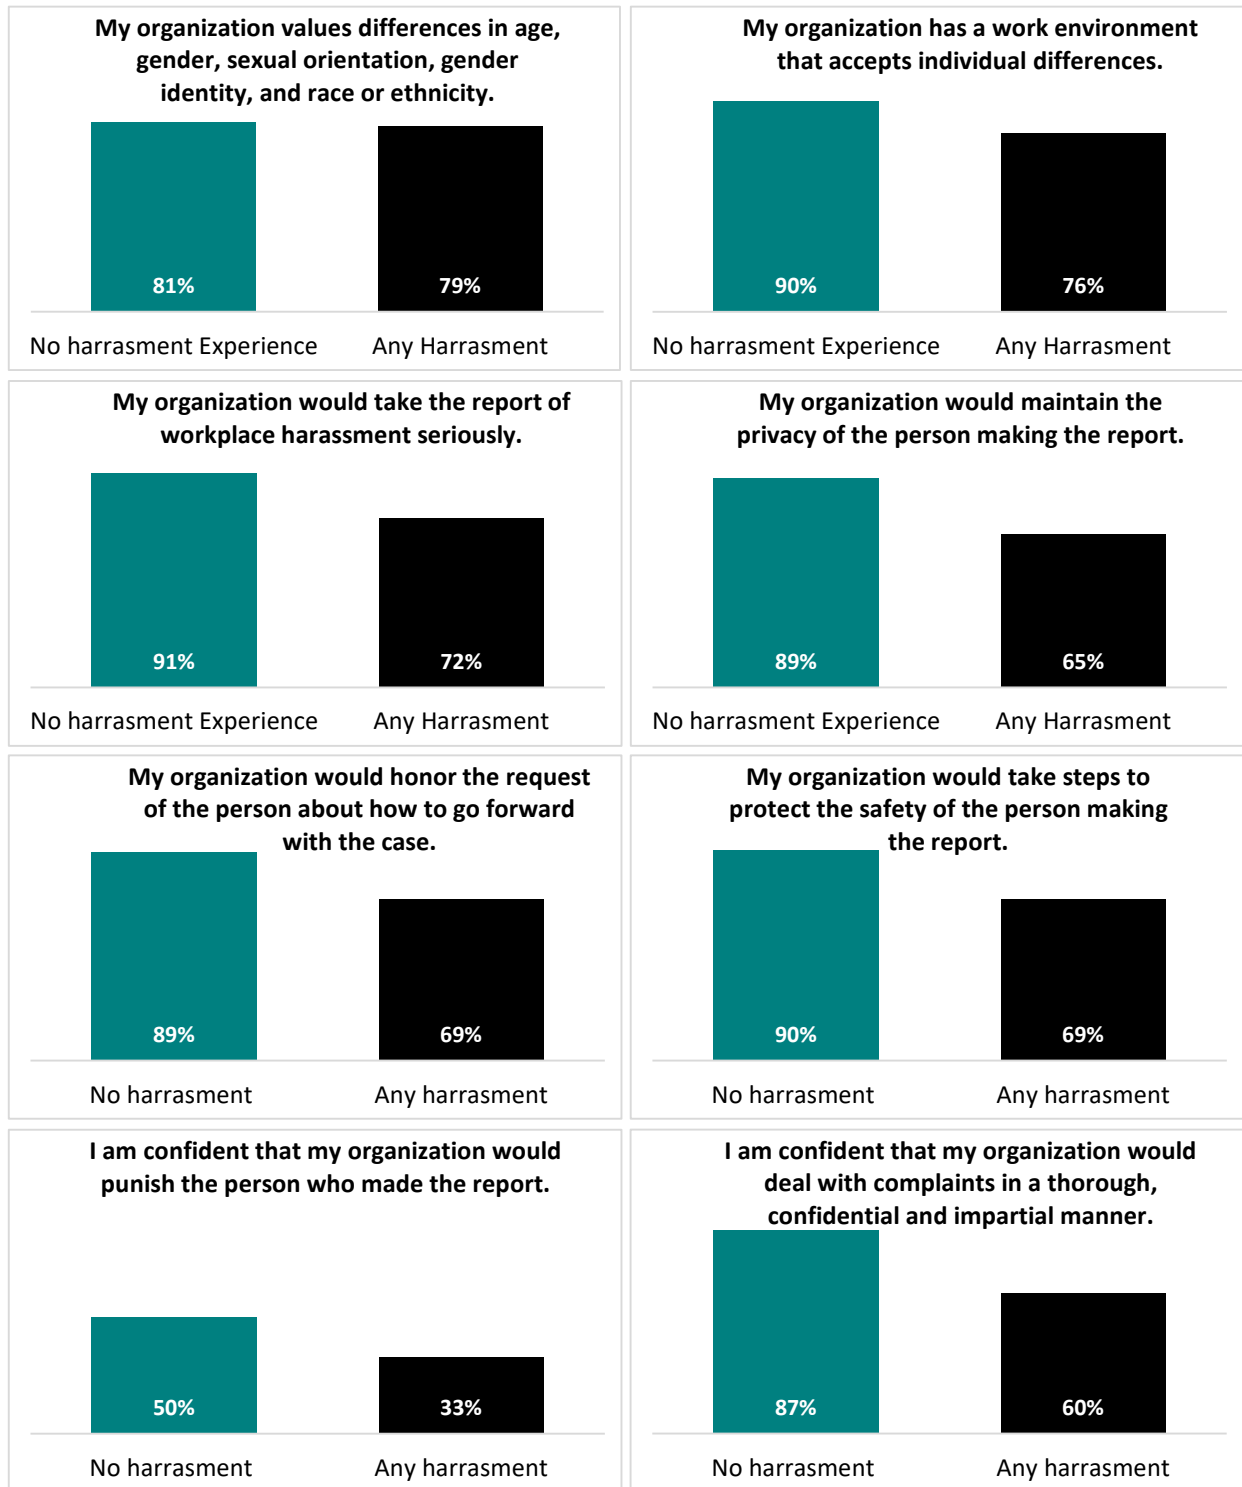 My organization values differences in age,
gender, sexual orientation, gender
identity, and race or ethnicity.
81%
79%
No harrasment Experience
Any Harrasment
My organization has a work environment
that accepts individual differences.
90%
76%
No harrasment Experience
Any Harrasment
My organization would take the report of
workplace harassment seriously.
91%
72%
No harrasment Experience
Any Harrasment
My organization would maintain the
privacy of the person making the report.
89%
65%
No harrasment Experience
Any Harrasment
My organization would honor the request
of the person about how to go forward
with the case.
89%
69%
No harrasment
Any harrasment
My organization would take steps to
protect the safety of the person making
the report.
90%
69%
No harrasment
Any harrasment
I am confident that my organization would
punish the person who made the report.
50%
33%
No harrasment
Any harrasment
I am confident that my organization would
deal with complaints in a thorough,
confidential and impartial manner.
87%
60%
No harrasment
Any harrasment